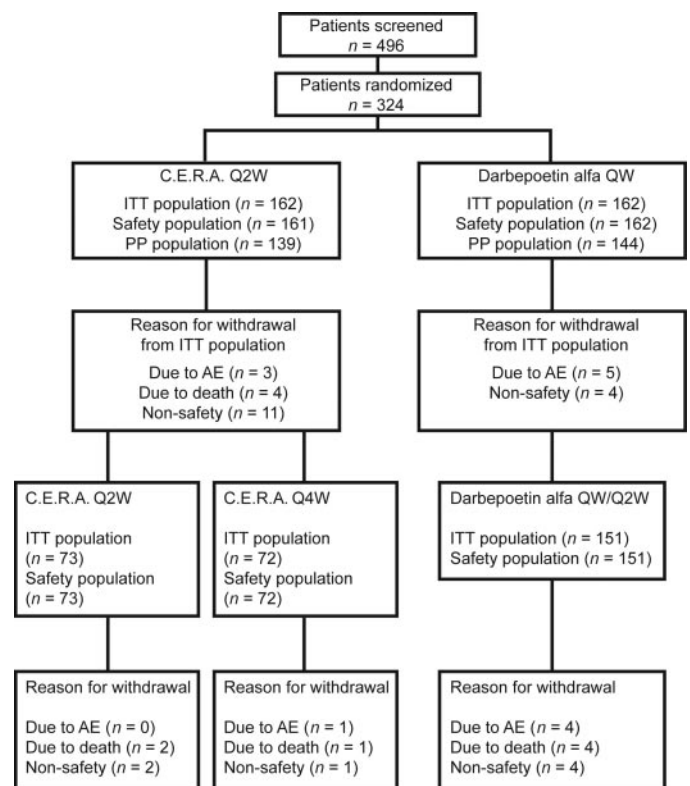 Patients screened
n = 496
Patients randomized
n = 324
C.E.R.A. Q2W
ITT population (n = 162)
Safety population (n = 161)
PP population (n = 139)
Darbepoetin alfa QW
ITT population (n = 162)
Safety population (n = 162)
PP population (n = 144)
Reason for withdrawal
from ITT population
Due to AE (n = 3)
Due to death (n = 4)
Non-safety (n = 11)
Reason for withdrawal
from ITT population
Due to AE (n = 5)
Non-safety (n = 4)
C.E.R.A. Q2W
ITT population
(n = 73)
Safety population
(n = 73)
C.E.R.A. Q4W
ITT population
(n = 72)
Safety population
(n = 72)
Darbepoetin alfa QW/Q2W
ITT population (n = 151)
Safety population (n = 151)
Reason for withdrawal
Due to AE (n = 0)
Due to death (n = 2)
Non-safety (n = 2)
Reason for withdrawal
Due to AE (n = 1)
Due to death (n = 1)
Non-safety (n = 1)
Reason for withdrawal
Due to AE (n = 4)
Due to death (n = 4)
Non-safety (n = 4)